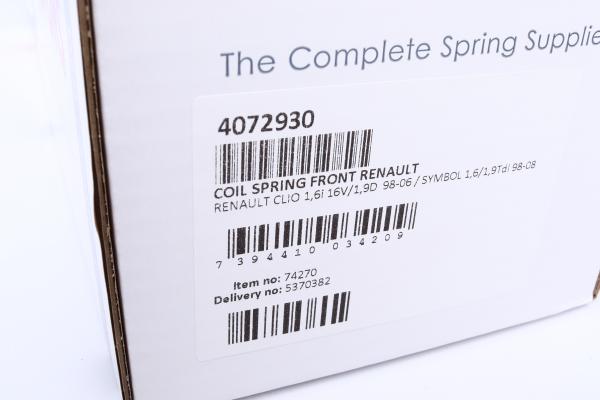 The Complete Spring Supplie
4072930
COIL SPRING FRONT RENAULT
RENAULT CLIO 1,6i 16V/1,9D 98-06 / SYMBOL 1,6/1,9Tdi 98-08
7 394410 034209
Item no: 74270
Delivery no: 5370382